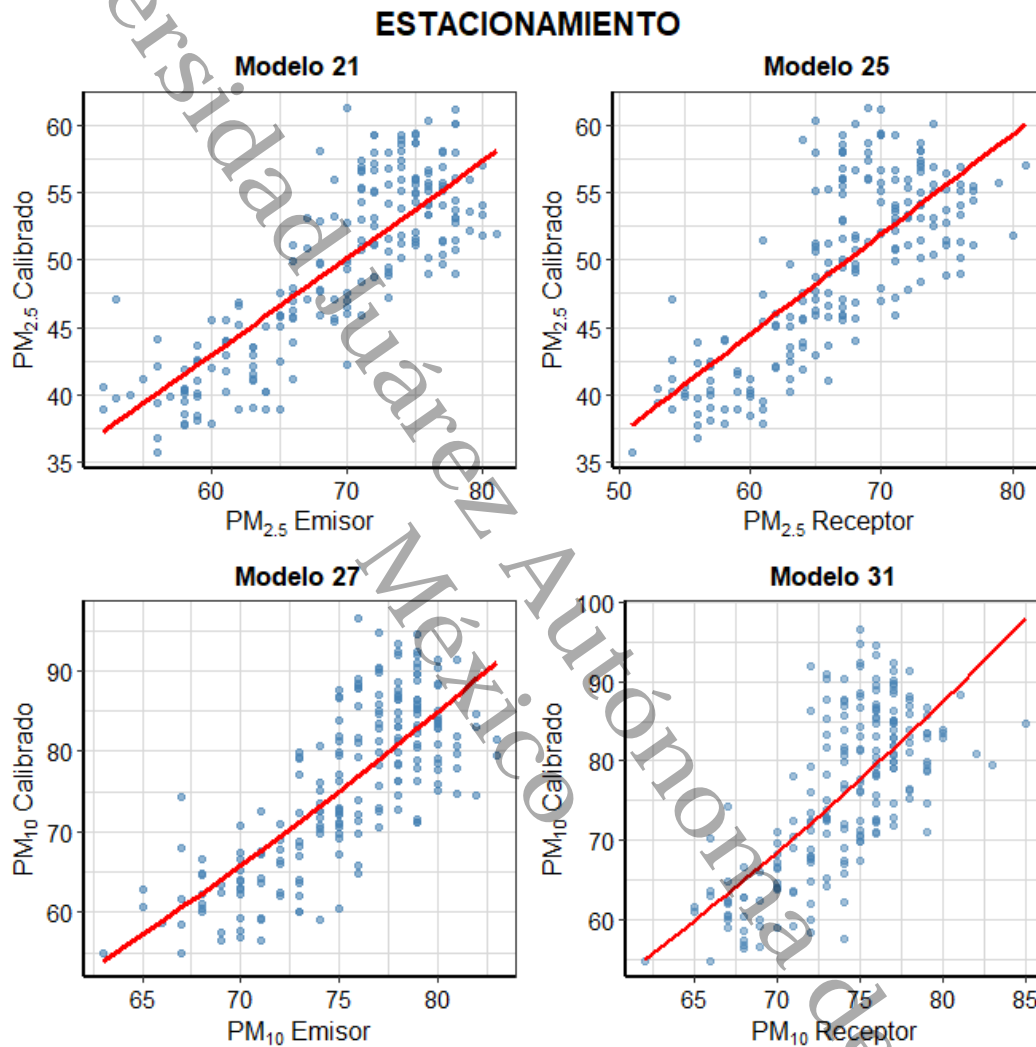 ESTACIONAMIENTO
Modelo 21
PM2.5 Calibrado
60
55
50
45
40
35
60
70
80
PM2.5 Emisor
Modelo 25
PM2.5 Calibrado
60
55
50
45
40
35
50
60
70
80
PM2.5 Receptor
Modelo 27
PM10 Calibrado
90
80
70
60
65
70
75
80
PM10 Emisor
Modelo 31
PM10 Calibrado
100
90
80
70
60
65
70
75
80
85
PM10 Receptor
ersidad Juárez Autónoma de
México